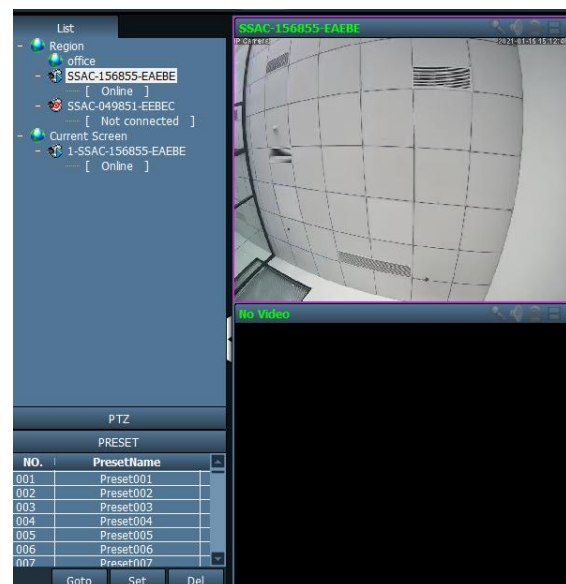 List
Region
office
SSAC-156855-EAEBE
[ Online ]
SSAC-049851-EEBEC
[ Not connected ]
Current Screen
1-SSAC-156855-EAEBE
[ Online ]
PTZ
PRESET
NO. PresetName
001 Preset001
002 Preset002
003 Preset003
004 Preset004
005 Preset005
006 Preset006
007 Preset007
Goto Set Del
SSAC-156855-EAEBE
IP Camera
No Video